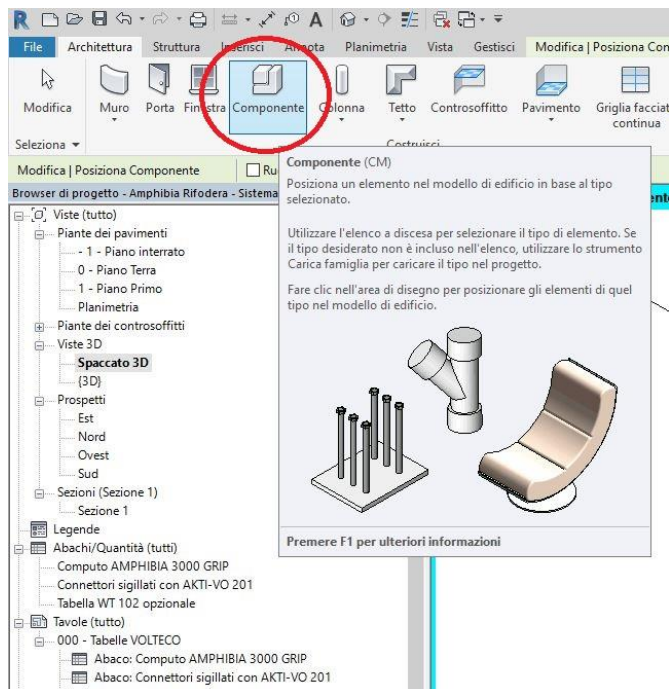 File Architettura Struttura Inserisci Annota Planimetria Vista Gestisci Modifica | Posiziona Con
Modifica Muro Porta Finestra Componente Colonna Tetto Controsoffitto Pavimento Griglia facciat
continua
Seleziona Costruisci
Modifica | Posiziona Componente Ru
Browser di progetto - Amphibia Rifodera - Sistema
Componente (CM)
Posiziona un elemento nel modello di edificio in base al tipo
selezionato.
Utilizzare l'elenco a discesa per selezionare il tipo di elemento. Se
il tipo desiderato non è incluso nell'elenco, utilizzare lo strumento
Carica famiglia per caricare il tipo nel progetto.
Fare clic nell'area di disegno per posizionare gli elementi di quel
tipo nel modello di edificio.
Premere F1 per ulteriori informazioni
Viste (tutto)
Piante dei pavimenti
- 1 - Piano interrato
0 - Piano Terra
1 - Piano Primo
Planimetria
Piante dei controsoffitti
Viste 3D
Spaccato 3D
{3D}
Prospetti
Est
Nord
Ovest
Sud
Sezioni (Sezione 1)
Sezione 1
Legende
Abachi/Quantità (tutti)
Computo AMPHIBIA 3000 GRIP
Connettori sigillati con AKTI-VO 201
Tabella WT 102 opzionale
Tavole (tutto)
000 - Tabelle VOLTECO
Abaco: Computo AMPHIBIA 3000 GRIP
Abaco: Connettori sigillati con AKTI-VO 201